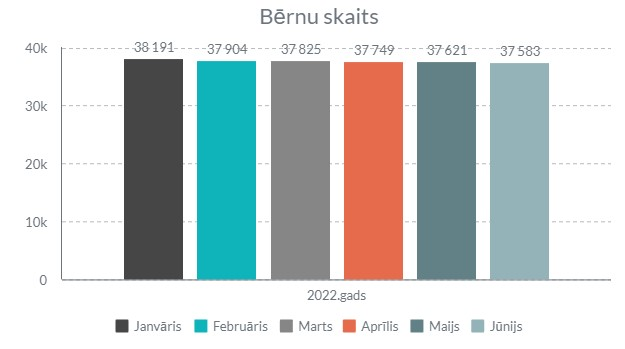 Bērnu skaits
40k
38 191 37 904 37 825 37 749 37 621 37 583
30k
20k
10k
0
2022.gads
Janvāris Februāris Marts Aprīlis Maijs Jūnijs